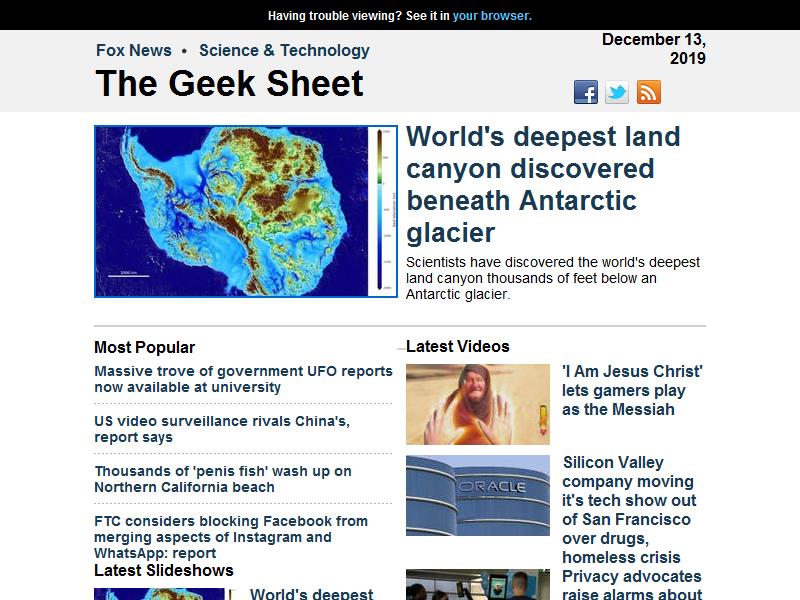 Having trouble viewing? See it in your browser.
Fox News • Science & Technology
The Geek Sheet
December 13,
2019
World's deepest land
canyon discovered
beneath Antarctic
glacier
Scientists have discovered the world's deepest
land canyon thousands of feet below an
Antarctic glacier.
Most Popular
Massive trove of government UFO reports
now available at university
US video surveillance rivals China's,
report says
Thousands of 'penis fish' wash up on
Northern California beach
FTC considers blocking Facebook from
merging aspects of Instagram and
WhatsApp: report
Latest Slideshows
World's deepest
Latest Videos
'I Am Jesus Christ'
lets gamers play
as the Messiah
ORACLE
Silicon Valley
company moving
it's tech show out
of San Francisco
over drugs,
homeless crisis
Privacy advocates
raise alarms about